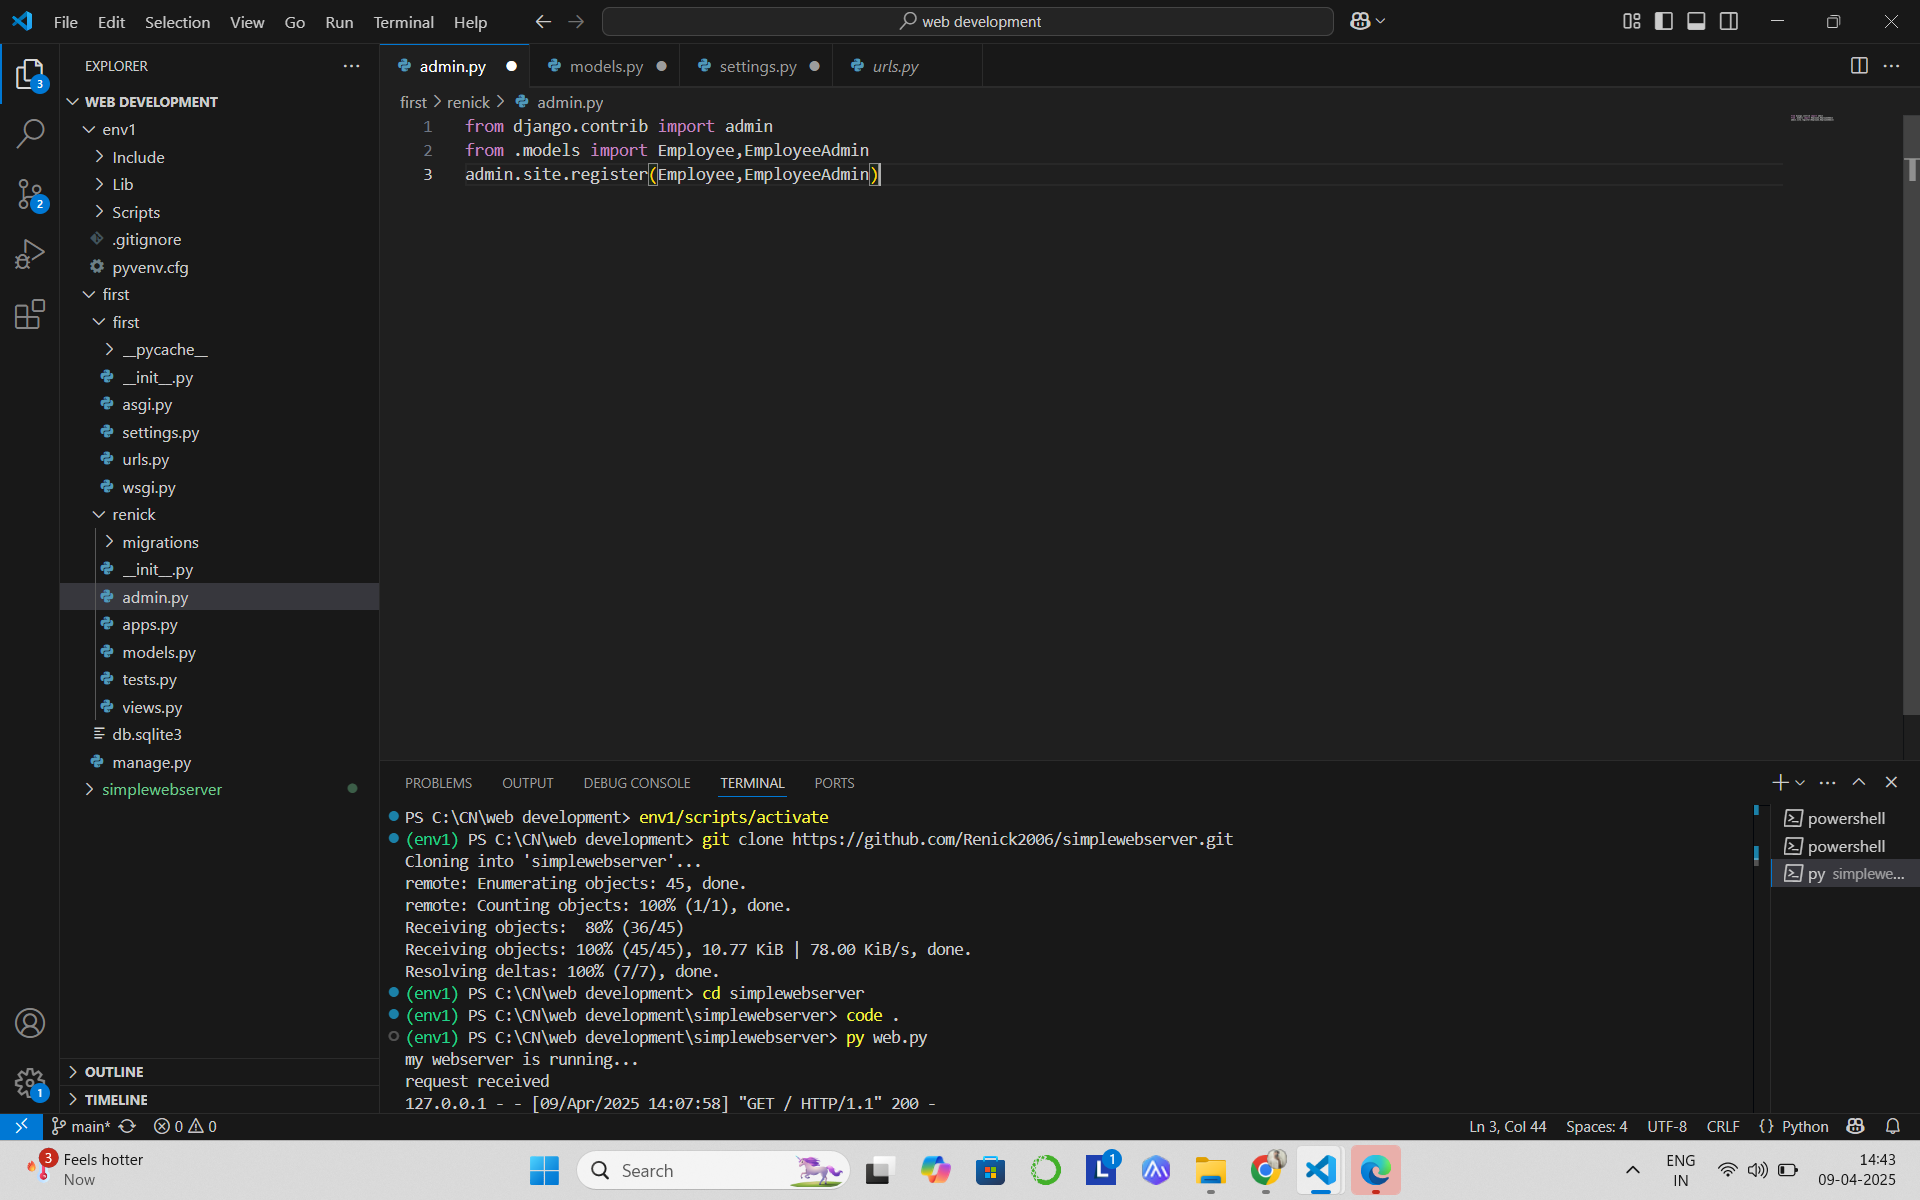 File Edit Selection View Go Run Terminal Help
web development
EXPLORER
admin.py
models.py
settings.py
urls.py
3
WEB DEVELOPMENT
first > renick > admin.py
env1
Include
Lib
Scripts
.gitignore
pyvenv.cfg
first
first
__pycache__
__init__.py
asgi.py
settings.py
urls.py
wsgi.py
renick
migrations
__init__.py
admin.py
apps.py
models.py
tests.py
views.py
db.sqlite3
manage.py
simplewebserver
2
1 from django.contrib import admin
2 from .models import Employee,EmployeeAdmin
3 admin.site.register(Employee,EmployeeAdmin)
PROBLEMS OUTPUT DEBUG CONSOLE TERMINAL PORTS
PS C:\CN\web development> env1/scripts/activate
(env1) PS C:\CN\web development> git clone https://github.com/Renick2006/simplewebserver.git
Cloning into 'simplewebserver'...
remote: Enumerating objects: 45, done.
remote: Counting objects: 100% (1/1), done.
Receiving objects:  80% (36/45)
Receiving objects: 100% (45/45), 10.77 KiB | 78.00 KiB/s, done.
Resolving deltas: 100% (7/7), done.
(env1) PS C:\CN\web development> cd simplewebserver
(env1) PS C:\CN\web development\simplewebserver> code .
(env1) PS C:\CN\web development\simplewebserver> py web.py
my webserver is running...
request received
127.0.0.1 - - [09/Apr/2025 14:07:58] "GET / HTTP/1.1" 200 -
powershell
powershell
py simplewe...
OUTLINE
TIMELINE
1
main* 0 0
Ln 3, Col 44 Spaces: 4 UTF-8 CRLF {} Python
3
Feels hotter
Now
Search
L
1
ENG
IN
14:43
09-04-2025